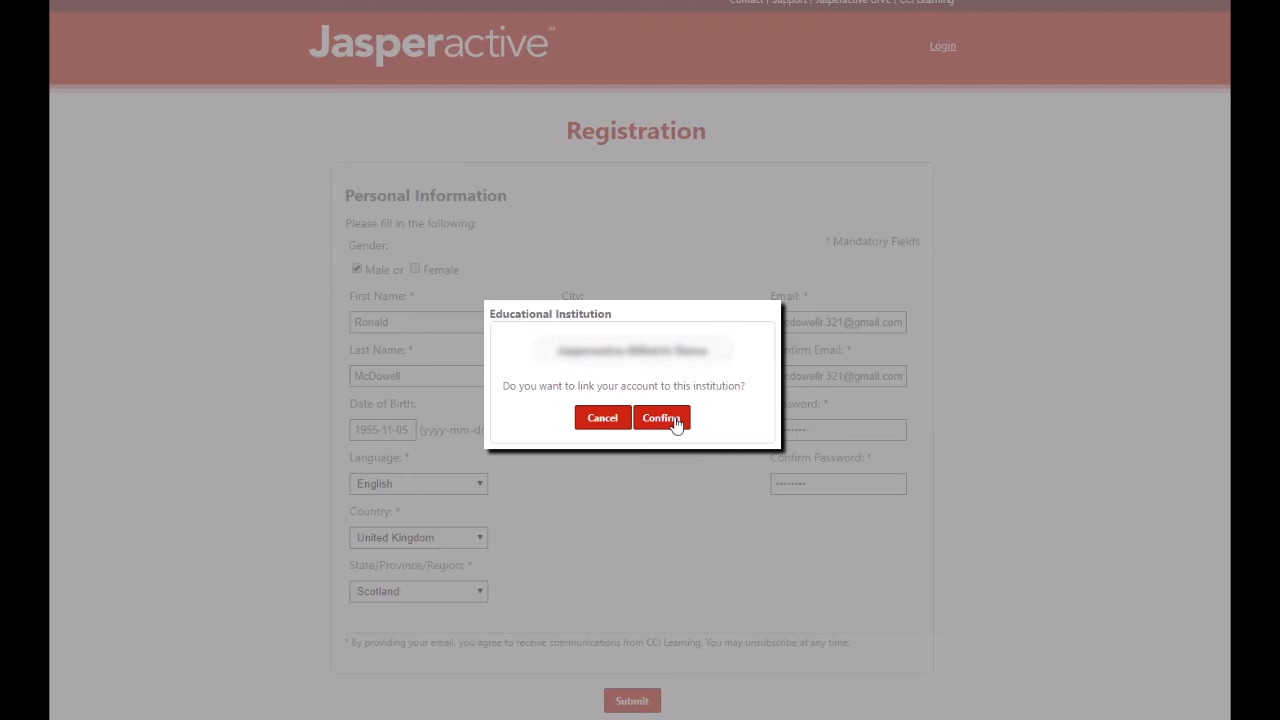 Contact | Support | Jasperactive LIVE | CCI Learning
Jasperactive™
Login
Registration
Personal Information
Please fill in the following:
* Mandatory Fields
Gender:
Male or Female
First Name: *
City:
Email: *
Ronald
cdowellr.321@gmail.com
Last Name: *
onfirm Email: *
McDowell
cdowellr.321@gmail.com
Date of Birth:
ssword: *
1955-11-05 (yyyy-mm-dd
Language: *
Confirm Password: *
English
Country: *
United Kingdom
State/Province/Region: *
Scotland
Educational Institution
Do you want to link your account to this institution?
Cancel Confirm
* By providing your email, you agree to receive communications from CCI Learning. You may unsubscribe at any time.
Submit